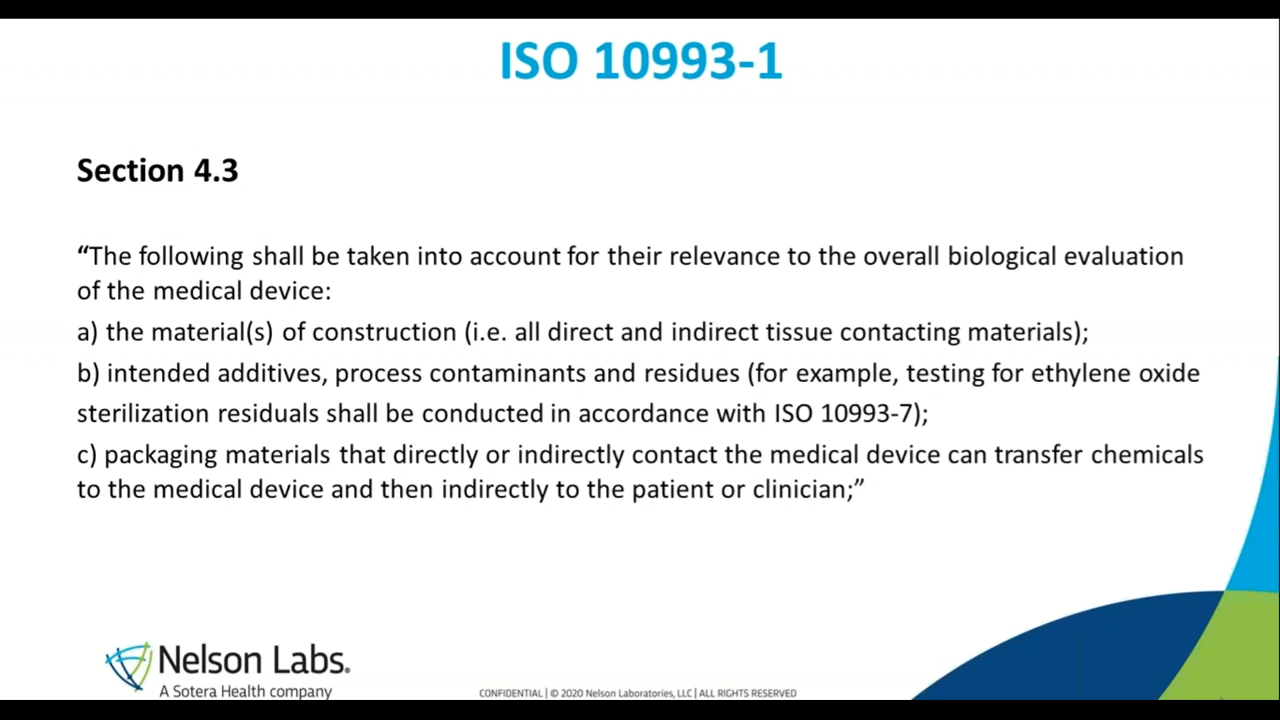 ISO 10993-1
Section 4.3
“The following shall be taken into account for their relevance to the overall biological evaluation
of the medical device:
a) the material(s) of construction (i.e. all direct and indirect tissue contacting materials);
b) intended additives, process contaminants and residues (for example, testing for ethylene oxide
sterilization residuals shall be conducted in accordance with ISO 10993-7);
c) packaging materials that directly or indirectly contact the medical device can transfer chemicals
to the medical device and then indirectly to the patient or clinician;”
Nelson Labs.
A Sotera Health company
CONFIDENTIAL | © 2020 Nelson Laboratories, LLC | ALL RIGHTS RESERVED